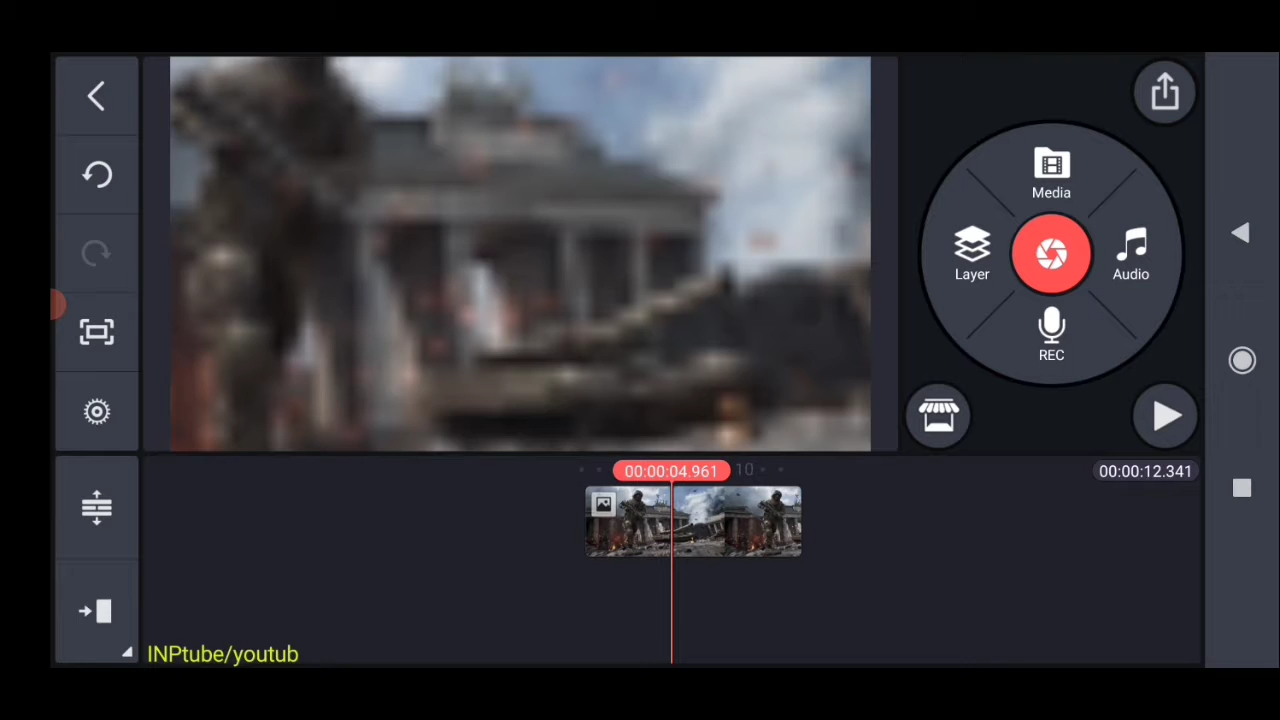 Media
Layer
Audio
REC
00:00:04.961
10
00:00:12.341
INPtube/youtub